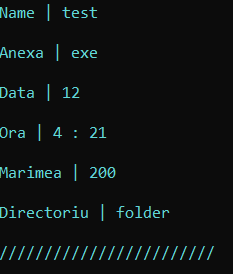 Name | test
Anexa | exe
Data | 12
Ora | 4 : 21
Marimea | 200
Directoriu | folder
////////////////////////